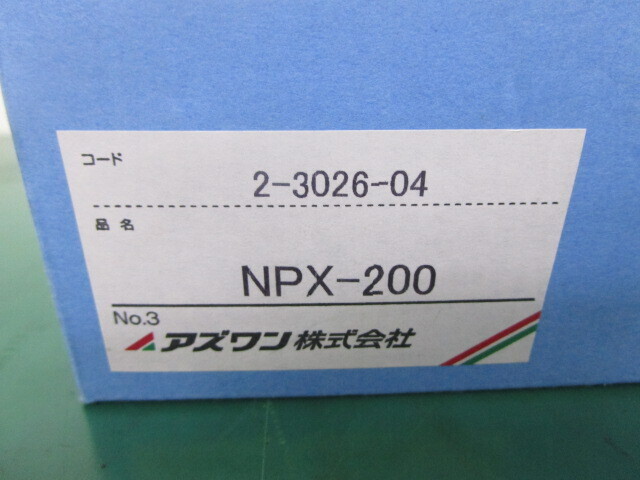 コード
2-3026-04
品名
NPX-200
No.3
アズワン株式会社